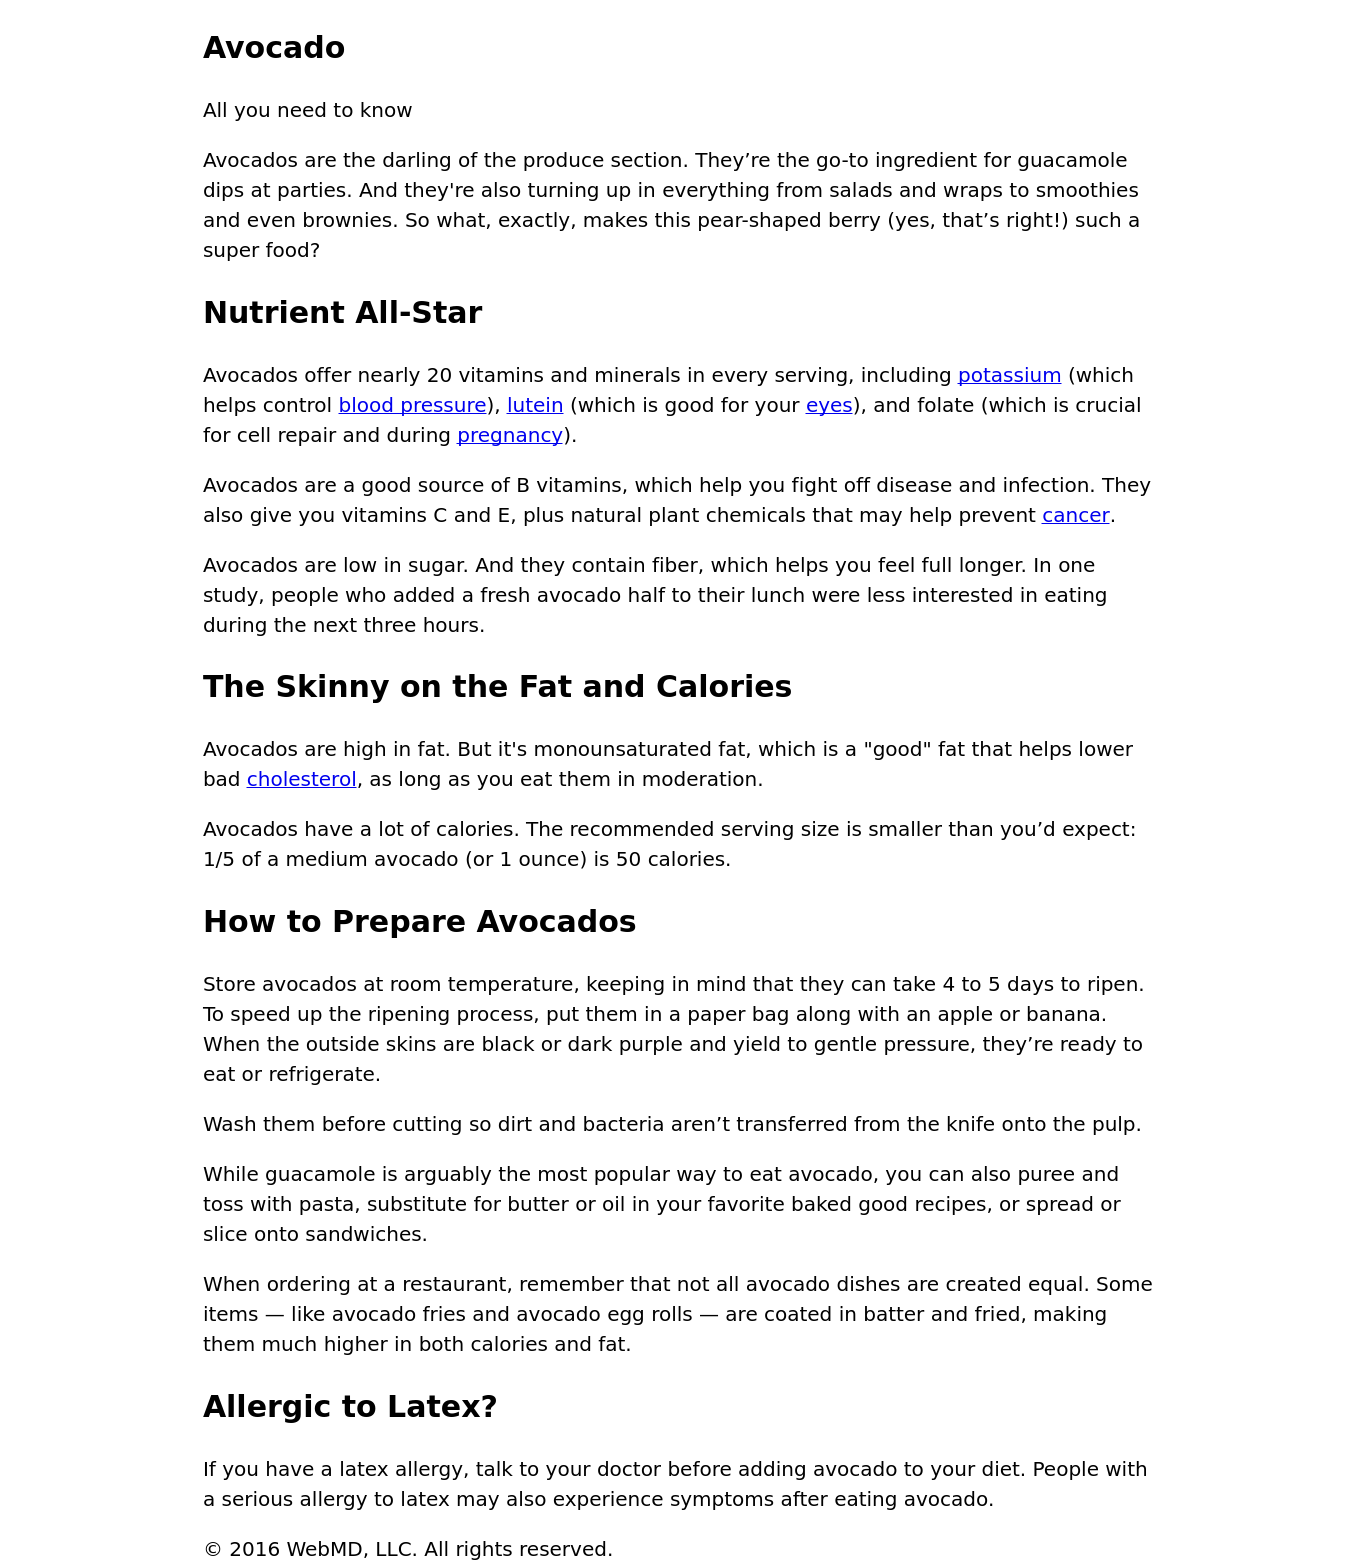 Avocado
All you need to know
Avocados are the darling of the produce section. They’re the go-to ingredient for guacamole
dips at parties. And they're also turning up in everything from salads and wraps to smoothies
and even brownies. So what, exactly, makes this pear-shaped berry (yes, that’s right!) such a
super food?
Nutrient All-Star
Avocados offer nearly 20 vitamins and minerals in every serving, including potassium (which
helps control blood pressure), lutein (which is good for your eyes), and folate (which is crucial
for cell repair and during pregnancy).
Avocados are a good source of B vitamins, which help you fight off disease and infection. They
also give you vitamins C and E, plus natural plant chemicals that may help prevent cancer.
Avocados are low in sugar. And they contain fiber, which helps you feel full longer. In one
study, people who added a fresh avocado half to their lunch were less interested in eating
during the next three hours.
The Skinny on the Fat and Calories
Avocados are high in fat. But it's monounsaturated fat, which is a "good" fat that helps lower
bad cholesterol, as long as you eat them in moderation.
Avocados have a lot of calories. The recommended serving size is smaller than you’d expect:
1/5 of a medium avocado (or 1 ounce) is 50 calories.
How to Prepare Avocados
Store avocados at room temperature, keeping in mind that they can take 4 to 5 days to ripen.
To speed up the ripening process, put them in a paper bag along with an apple or banana.
When the outside skins are black or dark purple and yield to gentle pressure, they’re ready to
eat or refrigerate.
Wash them before cutting so dirt and bacteria aren’t transferred from the knife onto the pulp.
While guacamole is arguably the most popular way to eat avocado, you can also puree and
toss with pasta, substitute for butter or oil in your favorite baked good recipes, or spread or
slice onto sandwiches.
When ordering at a restaurant, remember that not all avocado dishes are created equal. Some
items — like avocado fries and avocado egg rolls — are coated in batter and fried, making
them much higher in both calories and fat.
Allergic to Latex?
If you have a latex allergy, talk to your doctor before adding avocado to your diet. People with
a serious allergy to latex may also experience symptoms after eating avocado.
© 2016 WebMD, LLC. All rights reserved.